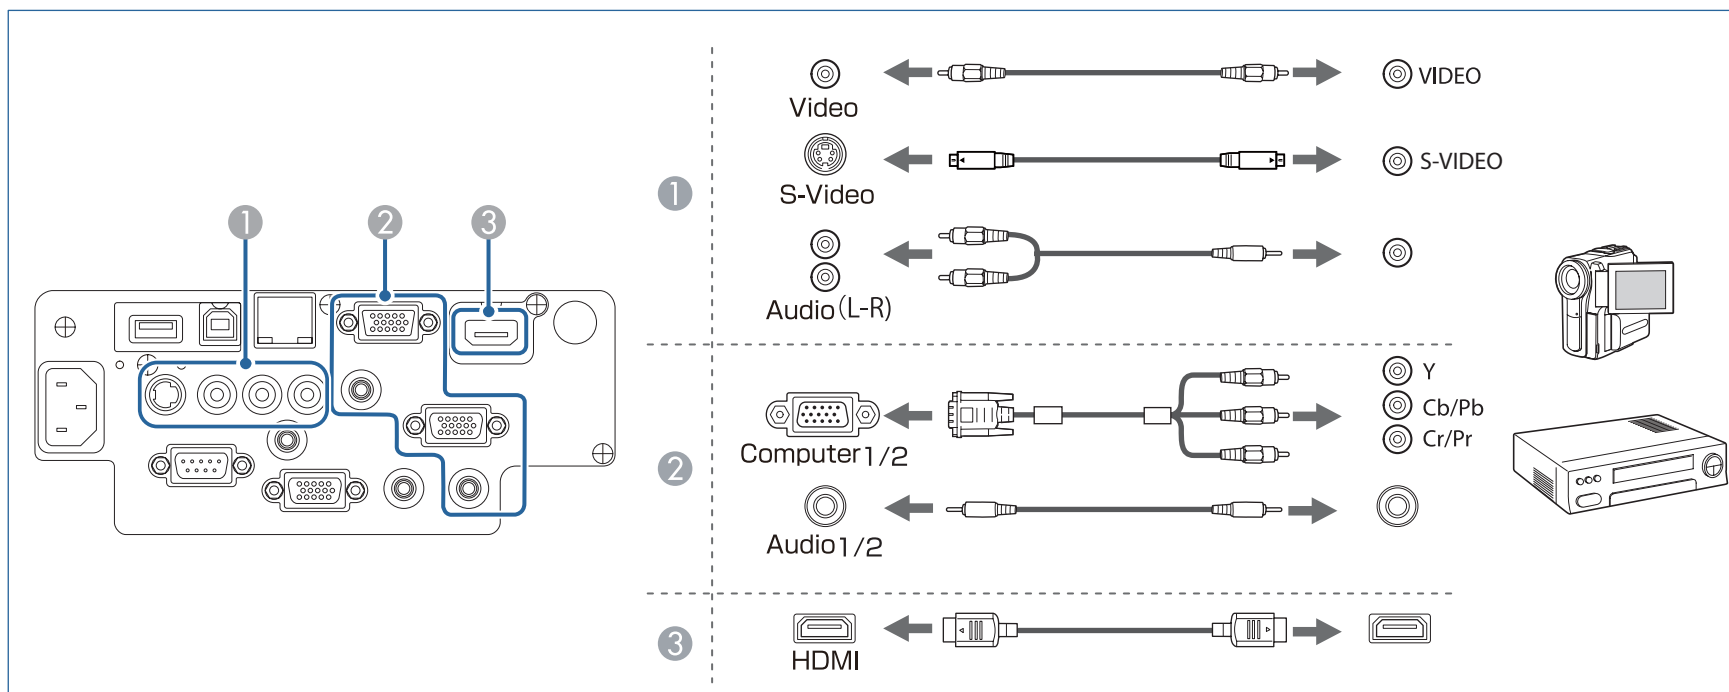 1
2
3
1
Video
VIDEO
S-Video
S-VIDEO
Audio(L-R)
2
Computer1/2
Y
Cb/Pb
Cr/Pr
Audio1/2
3
HDMI